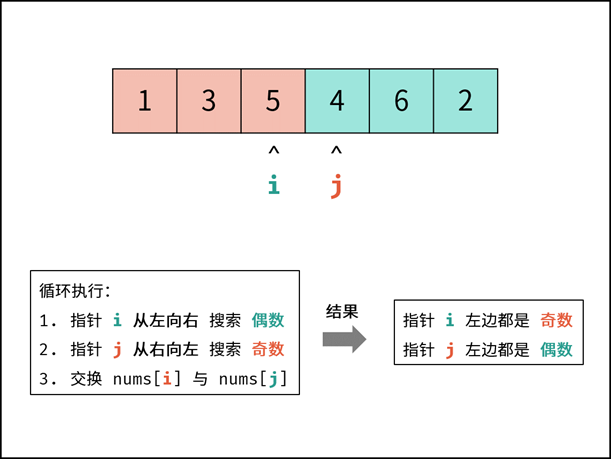 1 3 5 4 6 2
^ ^
i j
循环执行：
1. 指针 i 从左向右 搜索 偶数
2. 指针 j 从右向左 搜索 奇数
3. 交换 nums[i] 与 nums[j]
结果
指针 i 左边都是 奇数
指针 j 左边都是 偶数